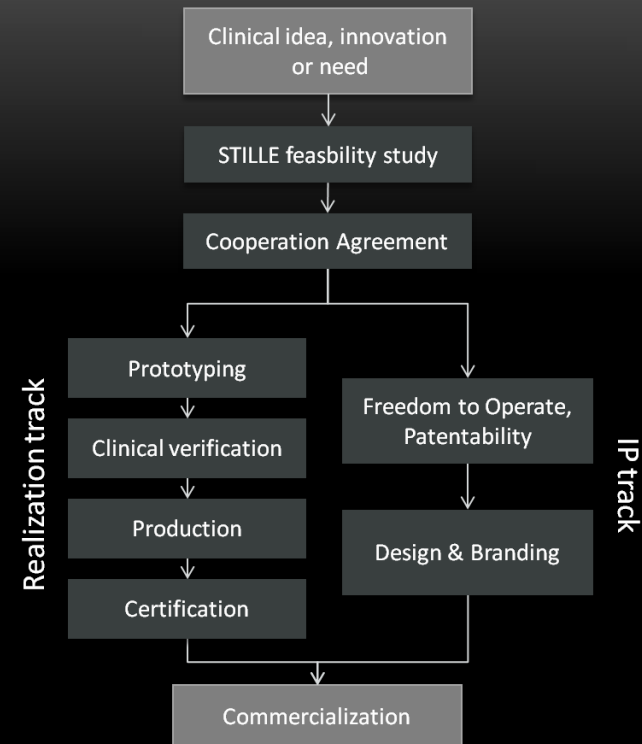 Clinical idea, innovation
or need
STILLE feasbility study
Cooperation Agreement
Realization track
Prototyping
Clinical verification
Production
Certification
Freedom to Operate,
Patentability
Design & Branding
IP track
Commercialization